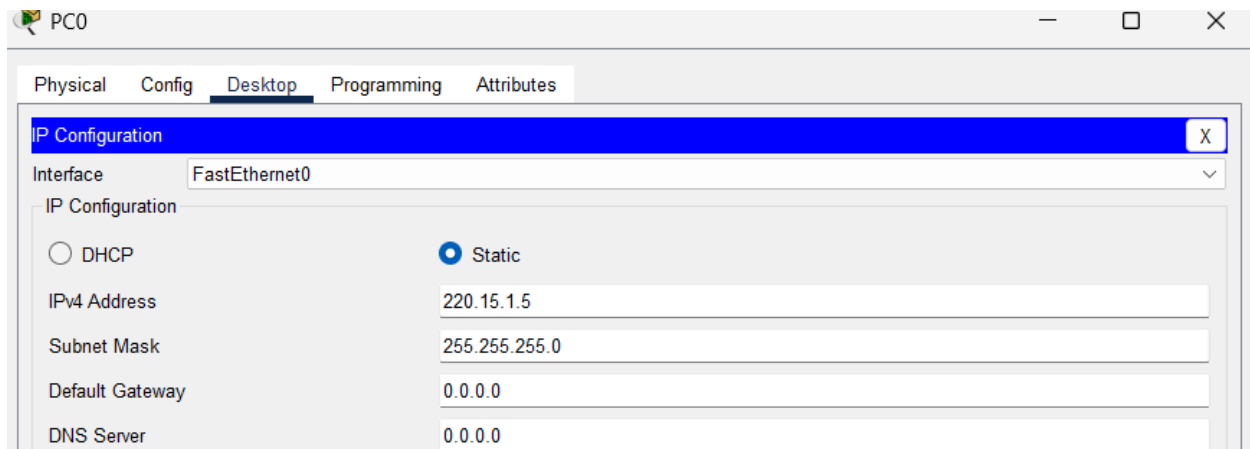 PC0
Physical Config Desktop Programming Attributes
IP Configuration X
Interface FastEthernet0
IP Configuration
DHCP Static
IPv4 Address 220.15.1.5
Subnet Mask 255.255.255.0
Default Gateway 0.0.0.0
DNS Server 0.0.0.0